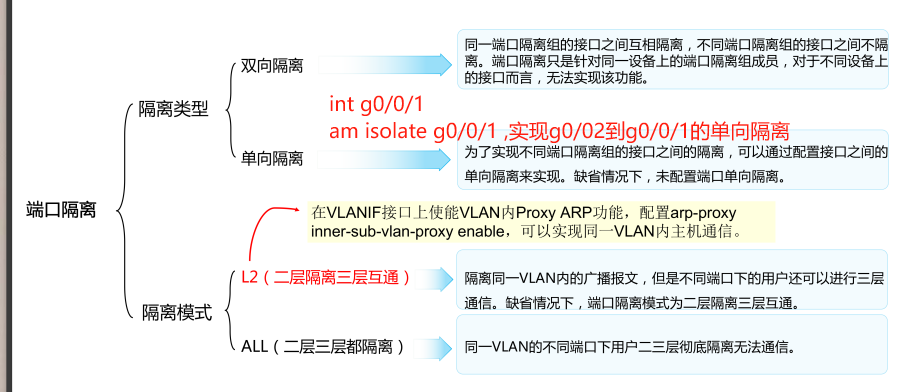 同一端口隔离组的接口之间互相隔离，不同端口隔离组的接口之间不隔
离。端口隔离只是针对同一设备上的端口隔离组成员，对于不同设备上
的接口而言，无法实现该功能。
双向隔离
隔离类型
int g0/0/1
am isolate g0/0/1 ,实现g0/02到g0/0/1的单向隔离
单向隔离
为了实现不同端口隔离组的接口之间的隔离，可以通过配置接口之间的
单向隔离来实现。缺省情况下，未配置端口单向隔离。
端口隔离
在VLANIF接口上使能VLAN内Proxy ARP功能，配置arp-proxy
inner-sub-vlan-proxy enable，可以实现同一VLAN内主机通信。
L2（二层隔离三层互通）
隔离同一VLAN内的广播报文，但是不同端口下的用户还可以进行三层
通信。缺省情况下，端口隔离模式为二层隔离三层互通。
隔离模式
ALL（二层三层都隔离）
同一VLAN的不同端口下用户二三层彻底隔离无法通信。